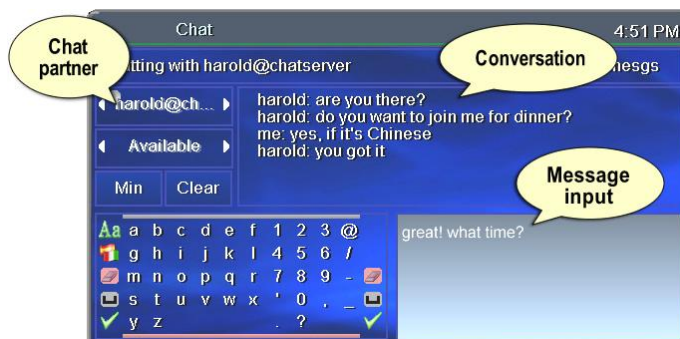 Chat
4:51 PM
Chat
partner
tting with harold@chatserver
Conversation
nesgs
harold@ch...
harold: are you there?
harold: do you want to join me for dinner?
me: yes, if it's Chinese
harold: you got it
Available
Min
Clear
Message
input
Aa a b c d e f 1 2 3 @
g h i j k l 4 5 6 /
m n o p q r 7 8 9 -
s t u v w x ' 0 , _
y z . ?
great! what time?